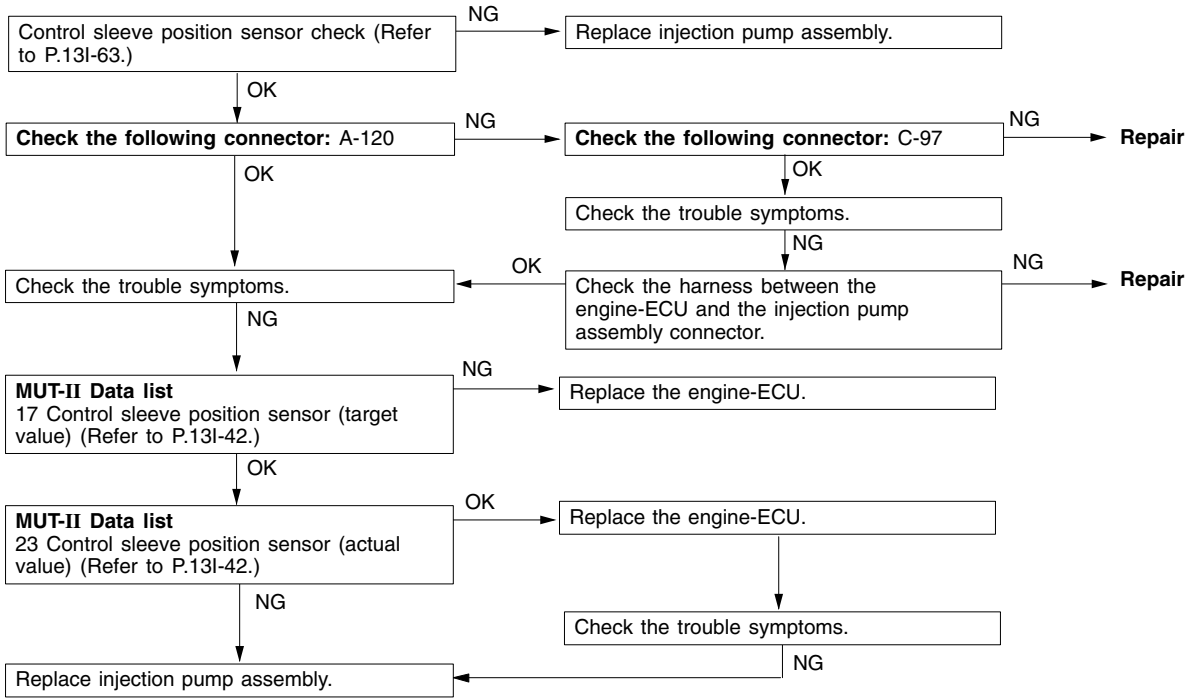 Control sleeve position sensor check (Refer
to P.13I-63.)
NG
Replace injection pump assembly.
OK
Check the following connector: A-120
NG
Check the following connector: C-97
NG
Repair
OK
OK
Check the trouble symptoms.
NG
Check the trouble symptoms.
OK
Check the harness between the
engine-ECU and the injection pump
assembly connector.
NG
Repair
NG
MUT-II Data list
17 Control sleeve position sensor (target
value) (Refer to P.13I-42.)
NG
Replace the engine-ECU.
OK
MUT-II Data list
23 Control sleeve position sensor (actual
value) (Refer to P.13I-42.)
OK
Replace the engine-ECU.
NG
Check the trouble symptoms.
NG
Replace injection pump assembly.